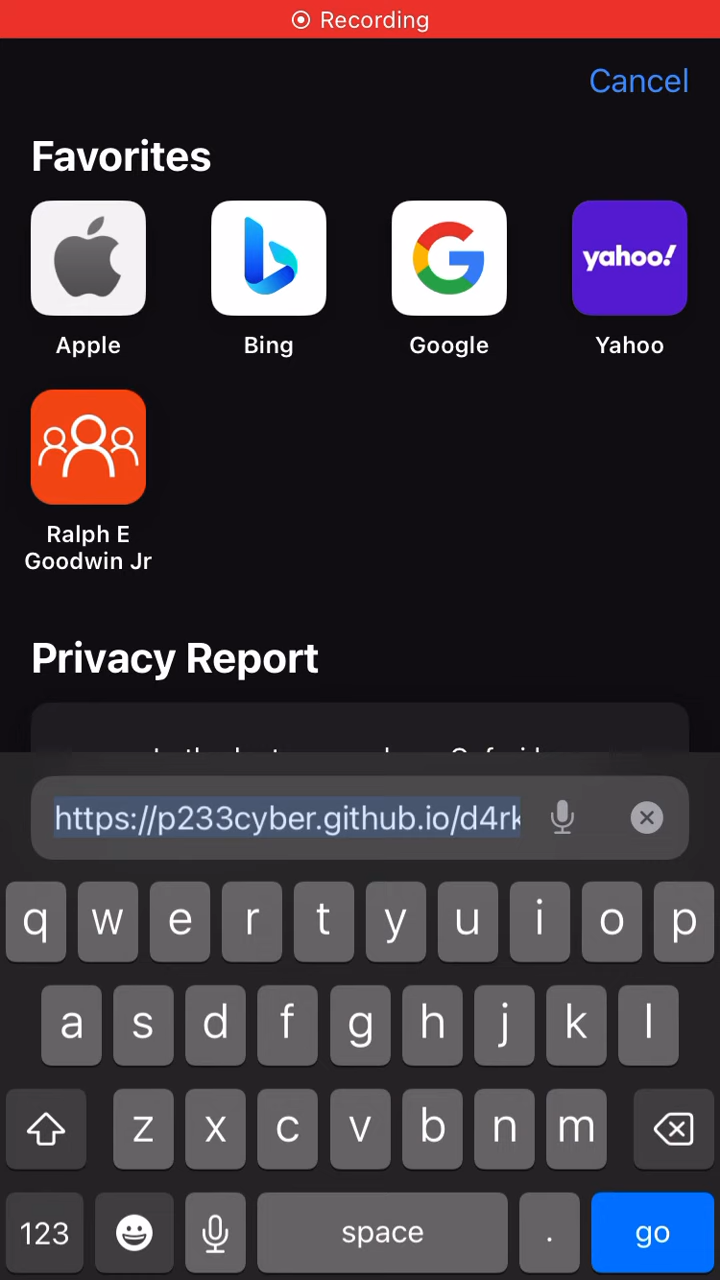 Recording
Cancel
Favorites
yahoo!
Apple
Bing
Google
Yahoo
Ralph E
Goodwin Jr
Privacy Report
https://p233cyber.github.io/d4rk
q w e r t y u i o p
a s d f g h j k l
z x c v b n m
123 space . go